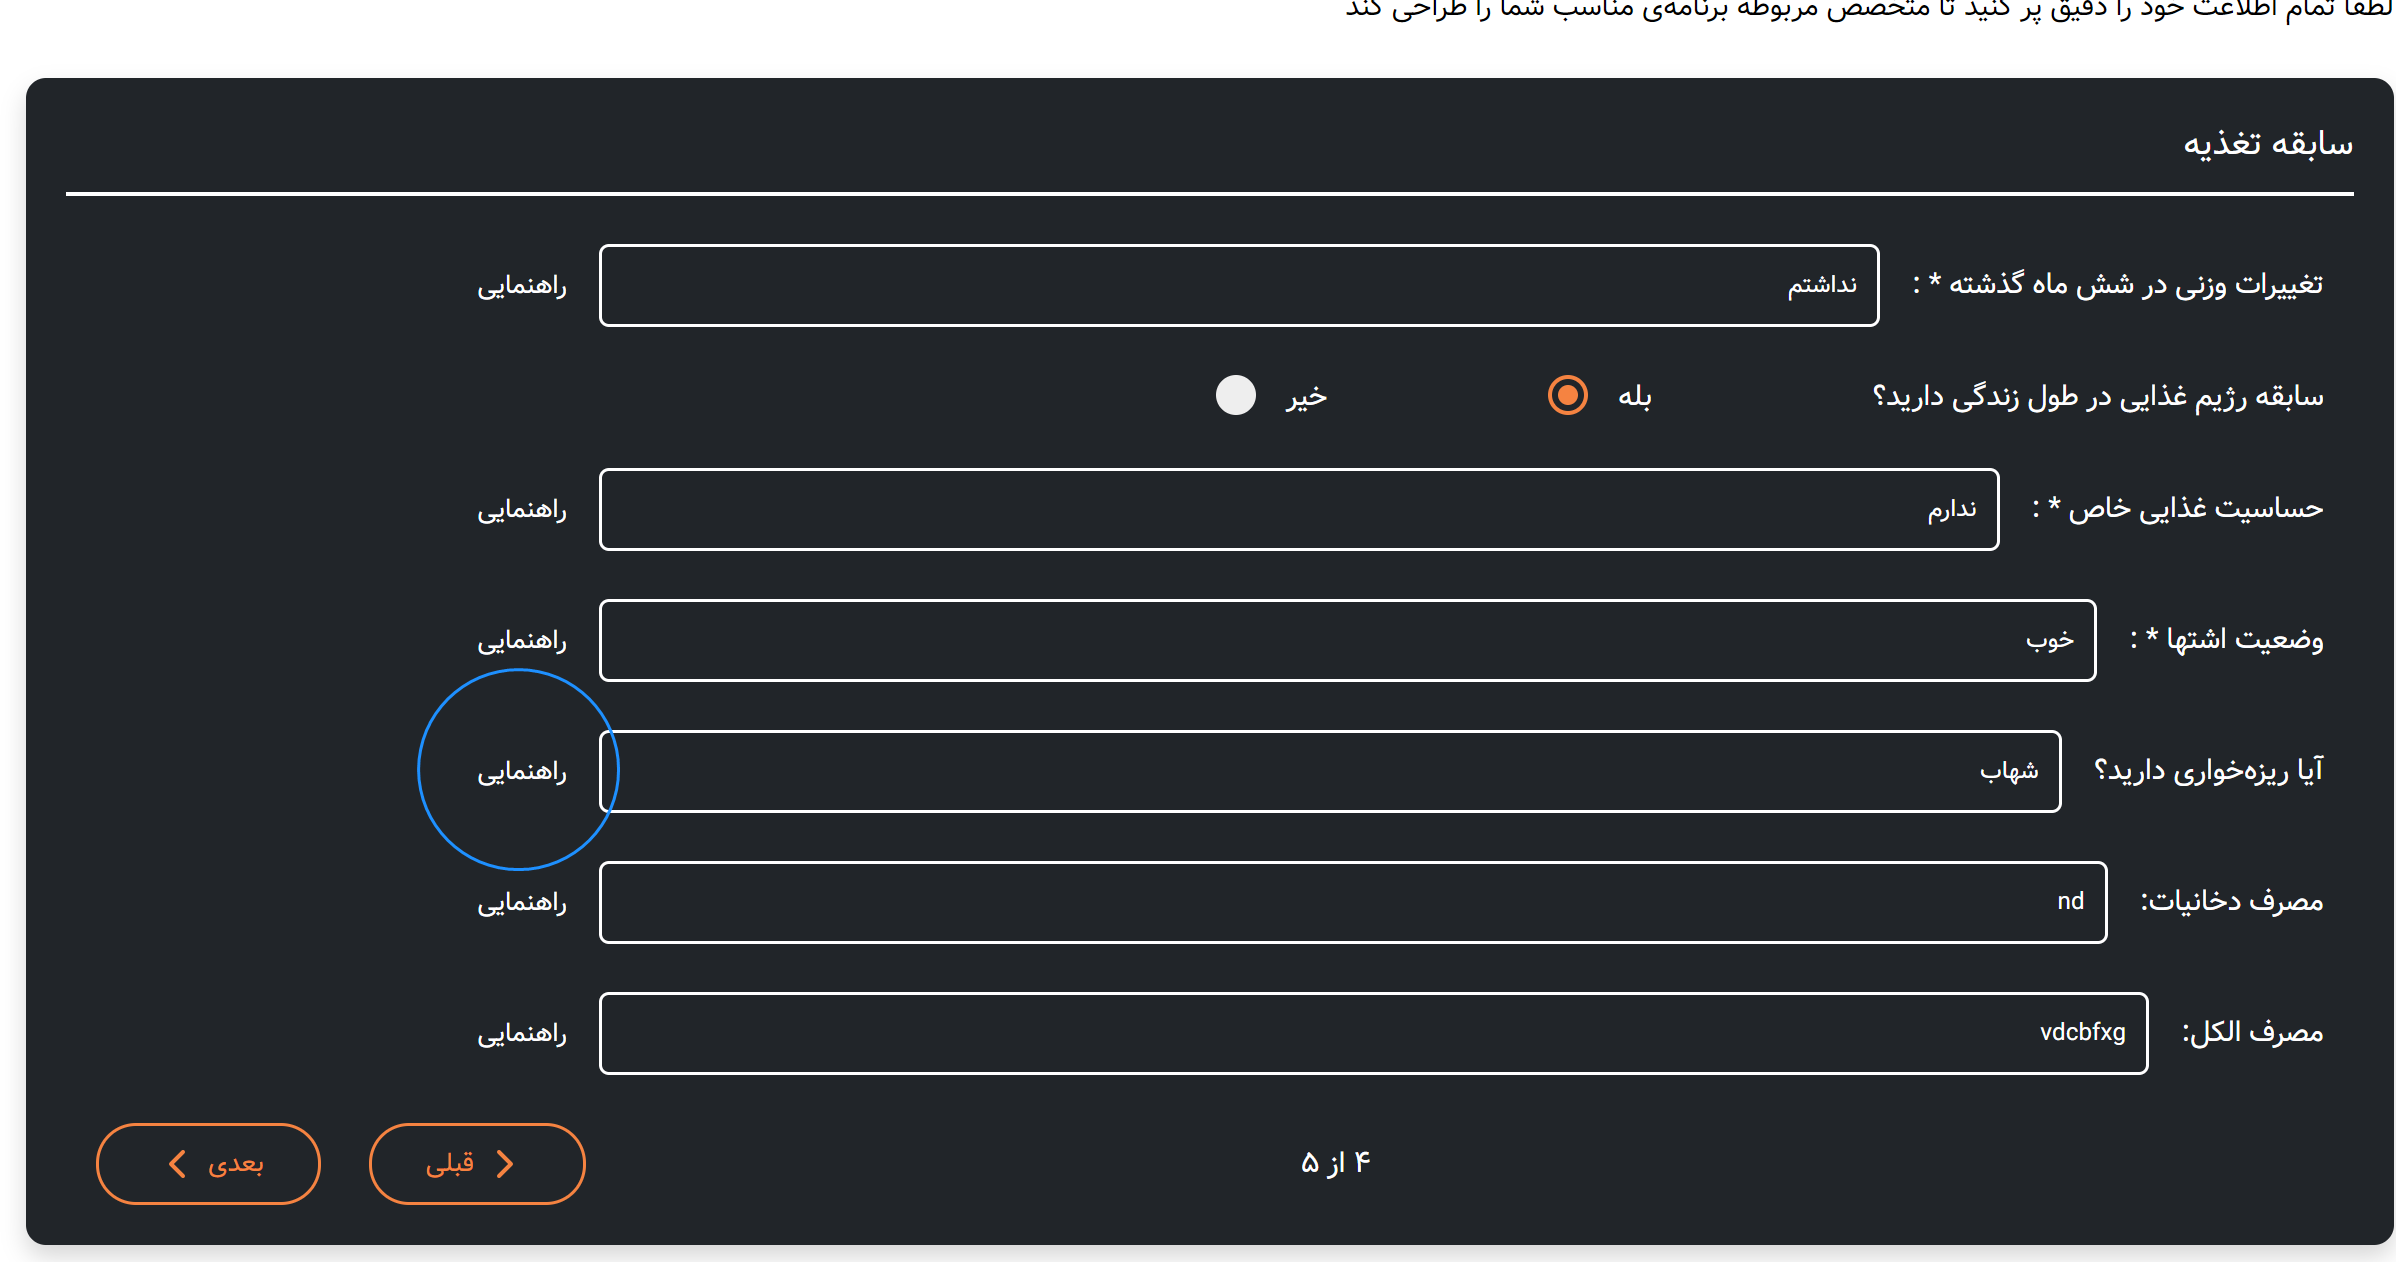 لطفا تمام اطلاعت خود را دقیق پر کنید تا متخصص مربوطه برنامه‌ی مناسب شما را طراحی کند
سابقه تغذیه
تغییرات وزنی در شش ماه گذشته * : نداشتم راهنمایی
سابقه رژیم غذایی در طول زندگی دارید؟ بله خیر
حساسیت غذایی خاص * : ندارم راهنمایی
وضعیت اشتها * : خوب راهنمایی
آیا ریزه‌خواری دارید؟ شهاب راهنمایی
مصرف دخانیات: nd راهنمایی
مصرف الکل: vdcbfxg راهنمایی
۴ از ۵ قبلی بعدی